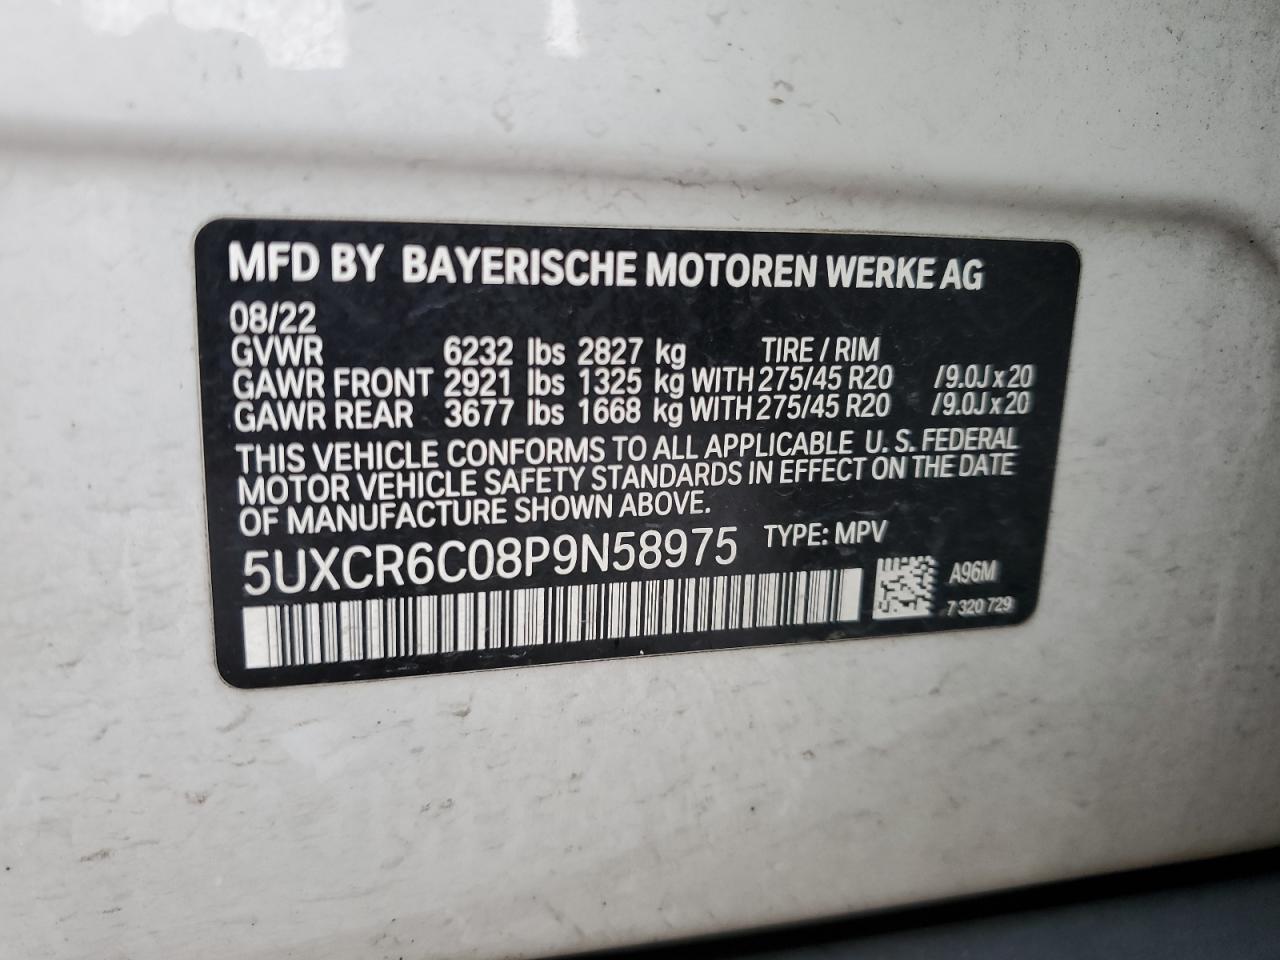 MFD BY BAYERISCHE MOTOREN WERKE AG
08/22
GVWR 6232 lbs 2827 kg TIRE / RIM
GAWR FRONT 2921 lbs 1325 kg WITH 275/45 R20 /9.0J x 20
GAWR REAR 3677 lbs 1668 kg WITH 275/45 R20 /9.0J x 20
THIS VEHICLE CONFORMS TO ALL APPLICABLE U. S. FEDERAL
MOTOR VEHICLE SAFETY STANDARDS IN EFFECT ON THE DATE
OF MANUFACTURE SHOWN ABOVE.
5UXCR6C08P9N58975 TYPE: MPV
A96M
7 320 729